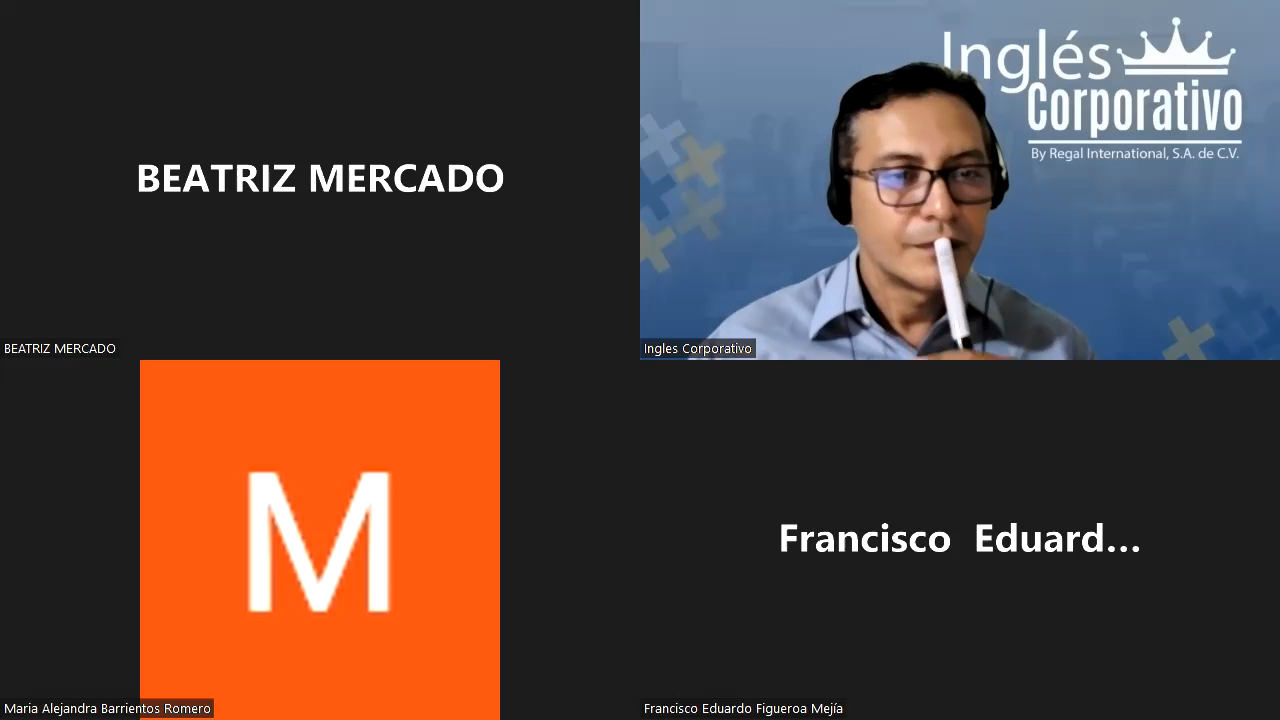 BEATRIZ MERCADO
BEATRIZ MERCADO
Inglés
Corporativo
By Regal International, S.A. de C.V.
Ingles Corporativo
M
Maria Alejandra Barrientos Romero
Francisco Eduard...
Francisco Eduardo Figueroa Mejía